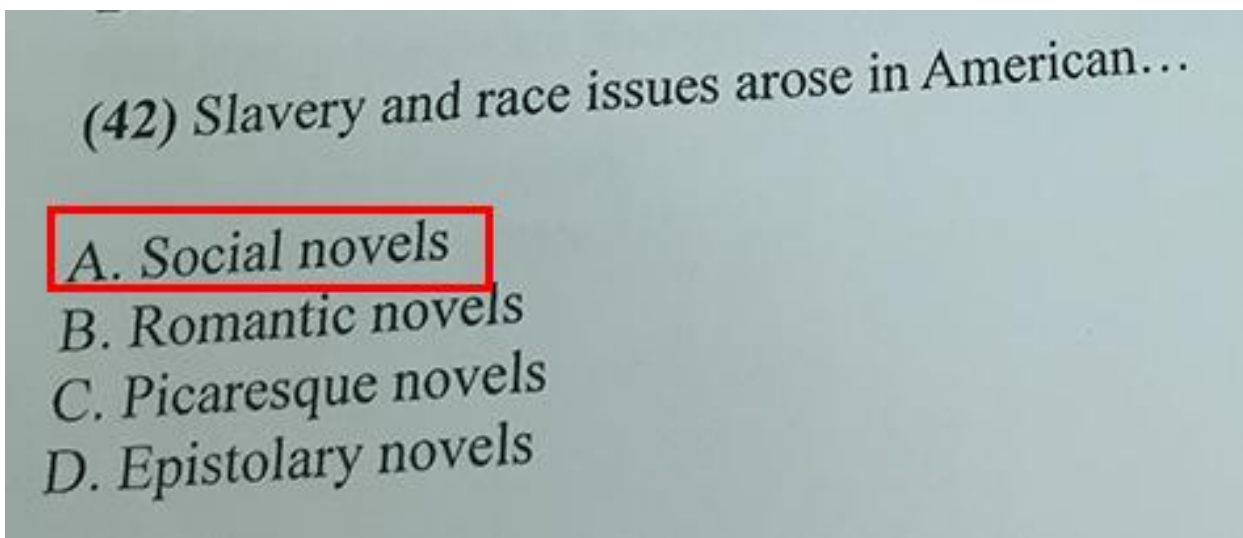 (42) Slavery and race issues arose in American…
A. Social novels
B. Romantic novels
C. Picaresque novels
D. Epistolary novels